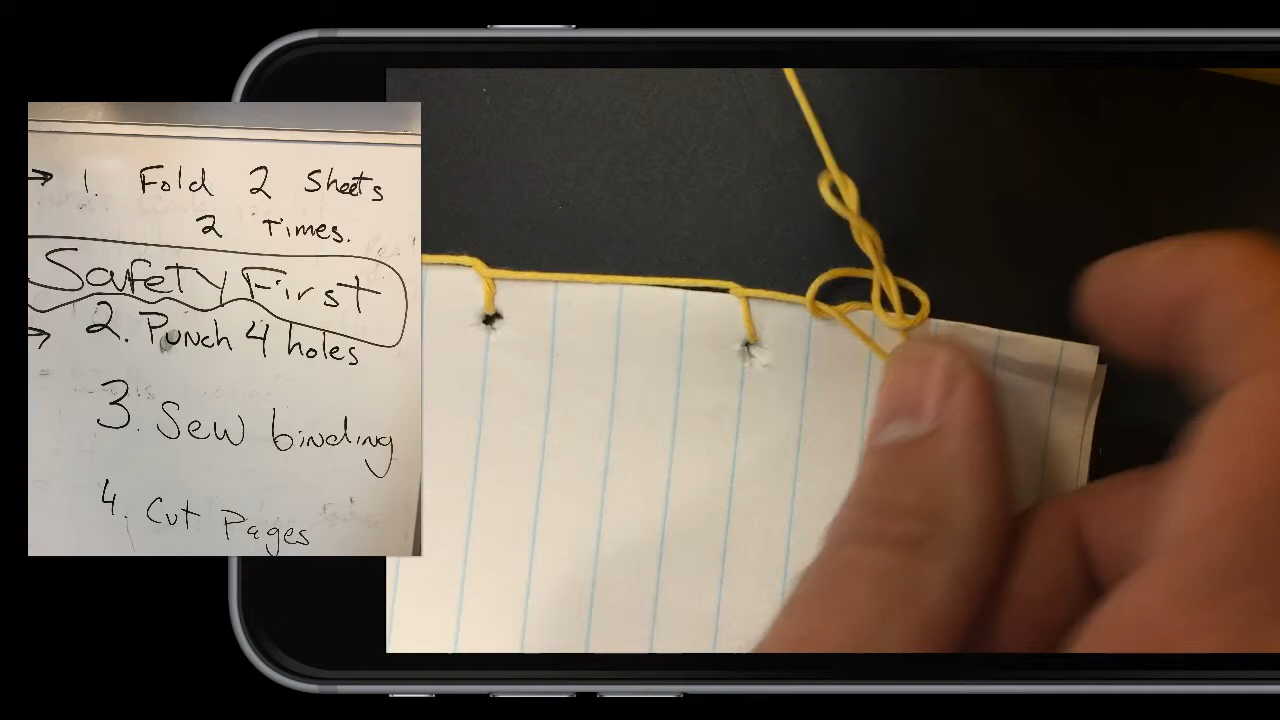 → 1. Fold 2 Sheets
2 Times.
Safety First
→ 2. Punch 4 holes
3. Sew binding
4. Cut Pages